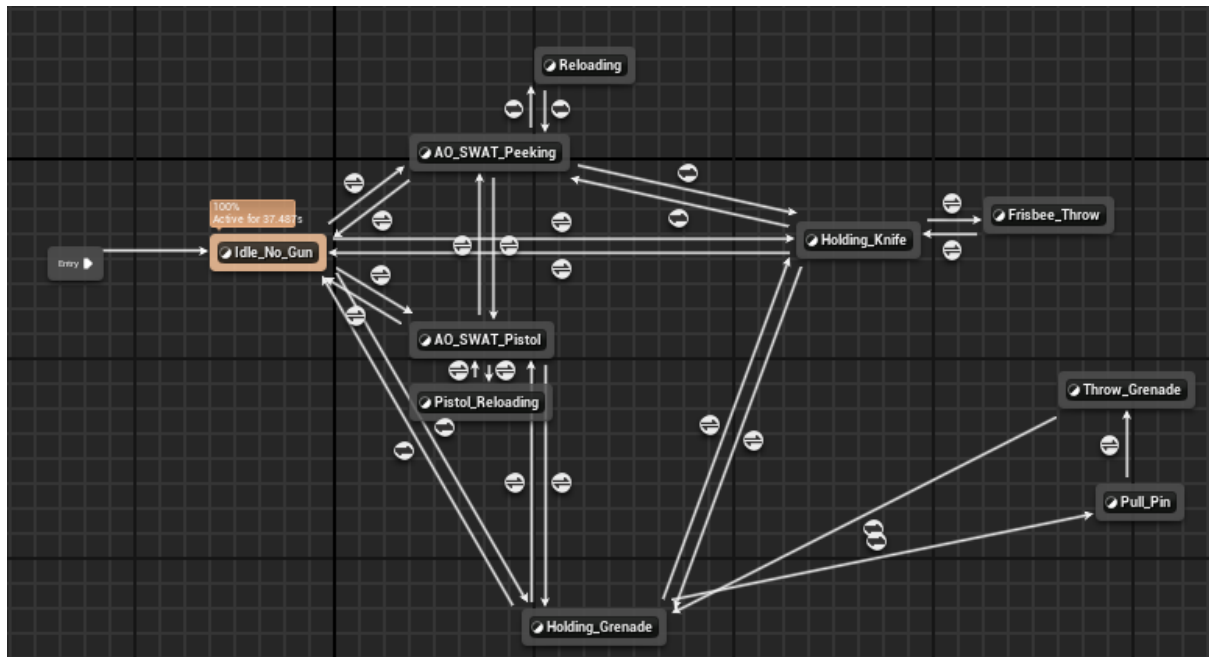 Reloading
AO_SWAT_Peeking
100%
Active for 37.487s
Frisbee_Throw
Holding_Knife
Idle_No_Gun
Entry
AO_SWAT_Pistol
Throw_Grenade
Pistol_Reloading
Pull_Pin
Holding_Grenade